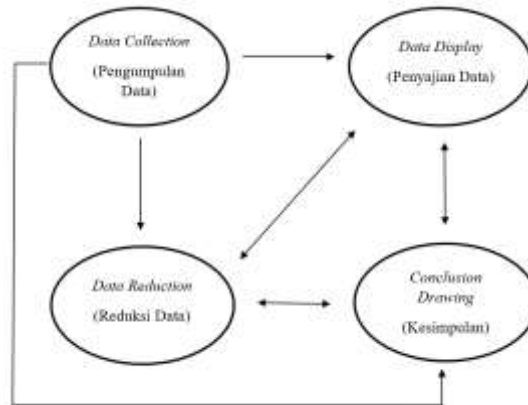 Data Collection
(Pengumpulan
Data)
Data Display
(Penyajian Data)
Data Reduction
(Reduksi Data)
Conclusion
Drawing
(Kesimpulan)